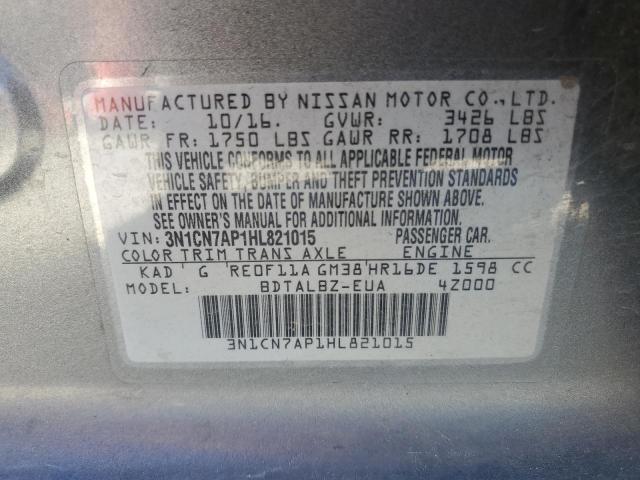 MANUFACTURED BY NISSAN MOTOR CO.,LTD.
DATE: 10/16. GVWR: 3426 LBS
GAWR FR: 1750 LBS GAWR RR: 1708 LBS
THIS VEHICLE CONFORMS TO ALL APPLICABLE FEDERAL MOTOR
VEHICLE SAFETY, BUMPER AND THEFT PREVENTION STANDARDS
IN EFFECT ON THE DATE OF MANUFACTURE SHOWN ABOVE.
SEE OWNER'S MANUAL FOR ADDITIONAL INFORMATION.
VIN: 3N1CN7AP1HL821015 PASSENGER CAR.
COLOR TRIM TRANS AXLE ENGINE
KAD ' G 'RE0F11A GM38'HR16DE 1598 CC
MODEL: BDTALBZ-EUA 4Z000
3N1CN7AP1HL821015